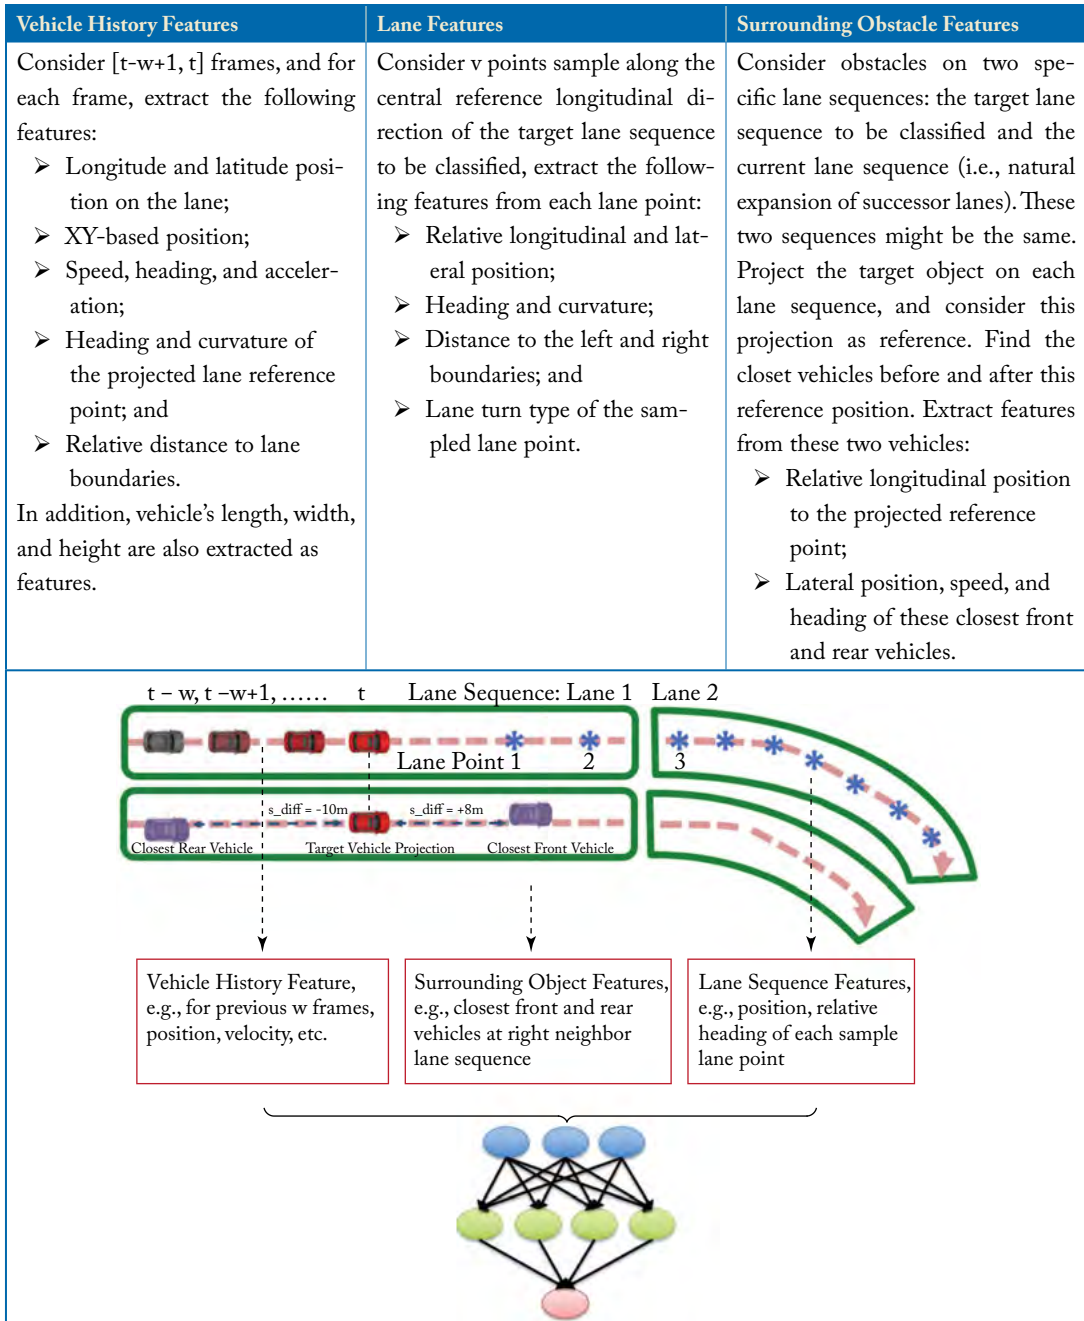 Vehicle History Features
Consider [t-w+1, t] frames, and for
each frame, extract the following
features:
➢ Longitude and latitude posi-
tion on the lane;
➢ XY-based position;
➢ Speed, heading, and acceler-
ation;
➢ Heading and curvature of
the projected lane reference
point; and
➢ Relative distance to lane
boundaries.
In addition, vehicle's length, width,
and height are also extracted as
features.
Lane Features
Consider v points sample along the
central reference longitudinal di-
rection of the target lane sequence
to be classified, extract the follow-
ing features from each lane point:
➢ Relative longitudinal and lat-
eral position;
➢ Heading and curvature;
➢ Distance to the left and right
boundaries; and
➢ Lane turn type of the sam-
pled lane point.
Surrounding Obstacle Features
Consider obstacles on two spe-
cific lane sequences: the target lane
sequence to be classified and the
current lane sequence (i.e., natural
expansion of successor lanes). These
two sequences might be the same.
Project the target object on each
lane sequence, and consider this
projection as reference. Find the
closet vehicles before and after this
reference position. Extract features
from these two vehicles:
➢ Relative longitudinal position
to the projected reference
point;
➢ Lateral position, speed, and
heading of these closest front
and rear vehicles.
t – w, t –w+1, …… t
Lane Sequence: Lane 1 Lane 2
Lane Point 1 2 3
s_diff = -10m s_diff = +8m
Closest Rear Vehicle Target Vehicle Projection Closest Front Vehicle
Vehicle History Feature,
e.g., for previous w frames,
position, velocity, etc.
Surrounding Object Features,
e.g., closest front and rear
vehicles at right neighbor
lane sequence
Lane Sequence Features,
e.g., position, relative
heading of each sample
lane point